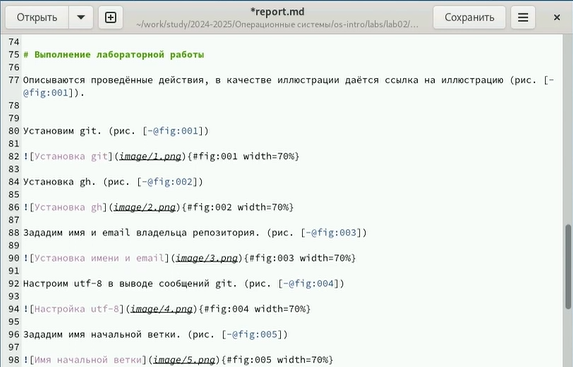 Открыть
*report.md
~/work/study/2024-2025/Операционные системы/os-intro/labs/lab02/...
Сохранить
74
75 # Выполнение лабораторной работы
76
77 Описываются проведённые действия, в качестве иллюстрации даётся ссылка на иллюстрацию (рис. [-
@fig:001]).
78
79
80 Установим git. (рис. [-@fig:001])
81
82 ![Установка git](image/1.png){#fig:001 width=70%}
83
84 Установка gh. (рис. [-@fig:002])
85
86 ![Установка gh](image/2.png){#fig:002 width=70%}
87
88 Зададим имя и email владельца репозитория. (рис. [-@fig:003])
89
90 ![Установка имени и email](image/3.png){#fig:003 width=70%}
91
92 Настроим utf-8 в выводе сообщений git. (рис. [-@fig:004])
93
94 ![Настройка utf-8](image/4.png){#fig:004 width=70%}
95
96 Зададим имя начальной ветки. (рис. [-@fig:005])
97
98 ![Имя начальной ветки](image/5.png){#fig:005 width=70%}